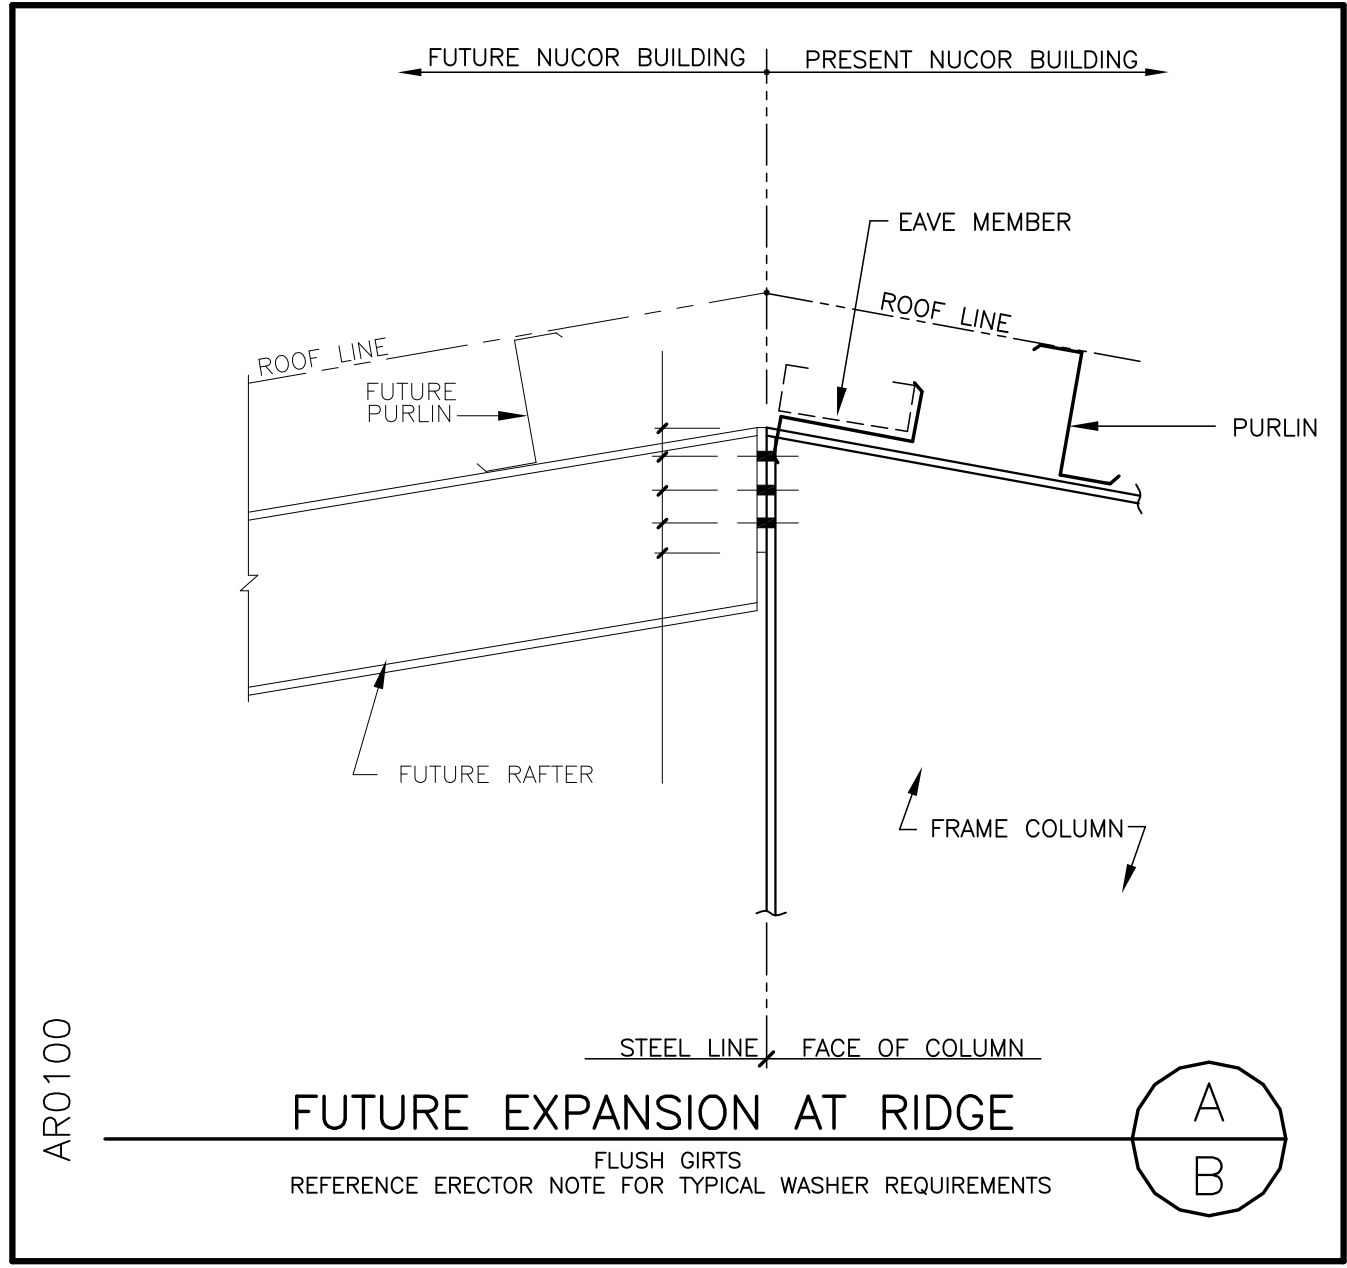 FUTURE NUCOR BUILDING
PRESENT NUCOR BUILDING
EAVE MEMBER
ROOF LINE
ROOF LINE
FUTURE
PURLIN
PURLIN
FUTURE RAFTER
FRAME COLUMN
STEEL LINE
FACE OF COLUMN
AR0100
FUTURE EXPANSION AT RIDGE
FLUSH GIRTS
REFERENCE ERECTOR NOTE FOR TYPICAL WASHER REQUIREMENTS
A
B